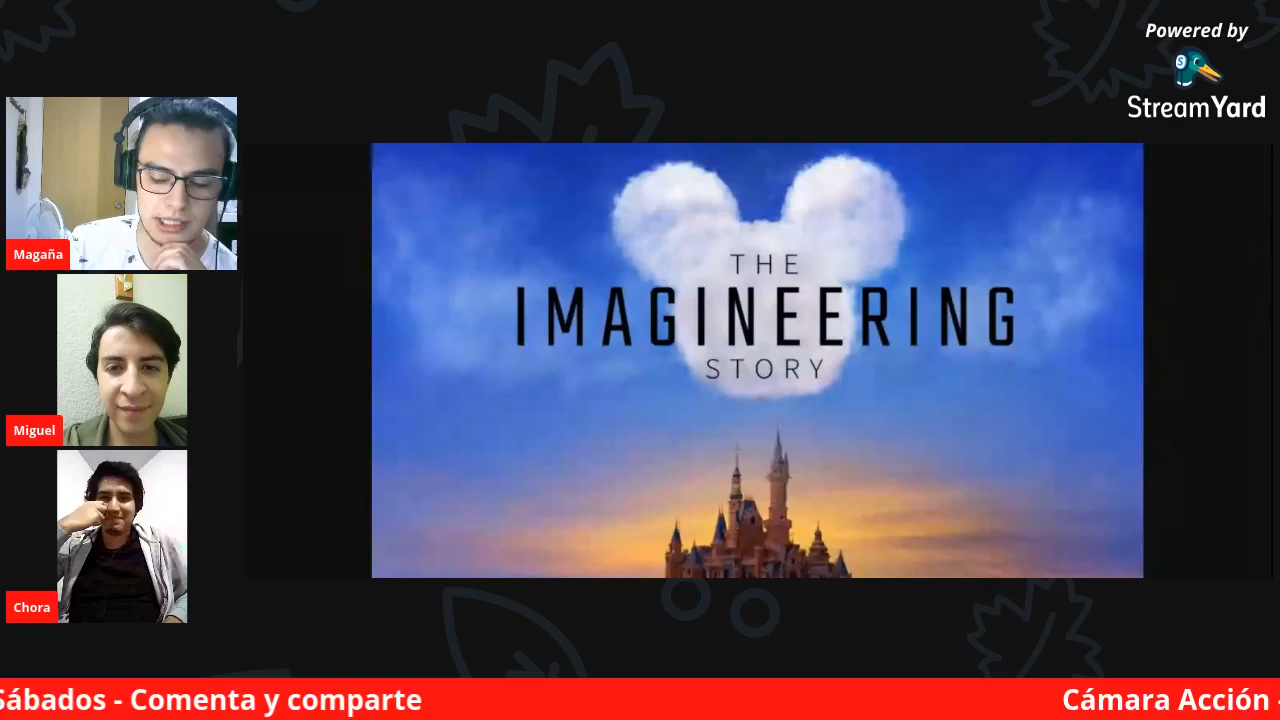 Powered by
StreamYard
Magaña
THE
IMAGINEERING
STORY
Miguel
Chora
Sábados - Comenta y comparte
Cámara Acción -